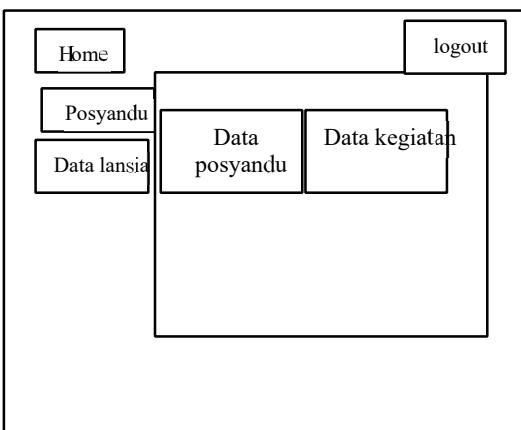 Home
logout
Posyandu
Data lansia
Data
posyandu
Data kegiatan